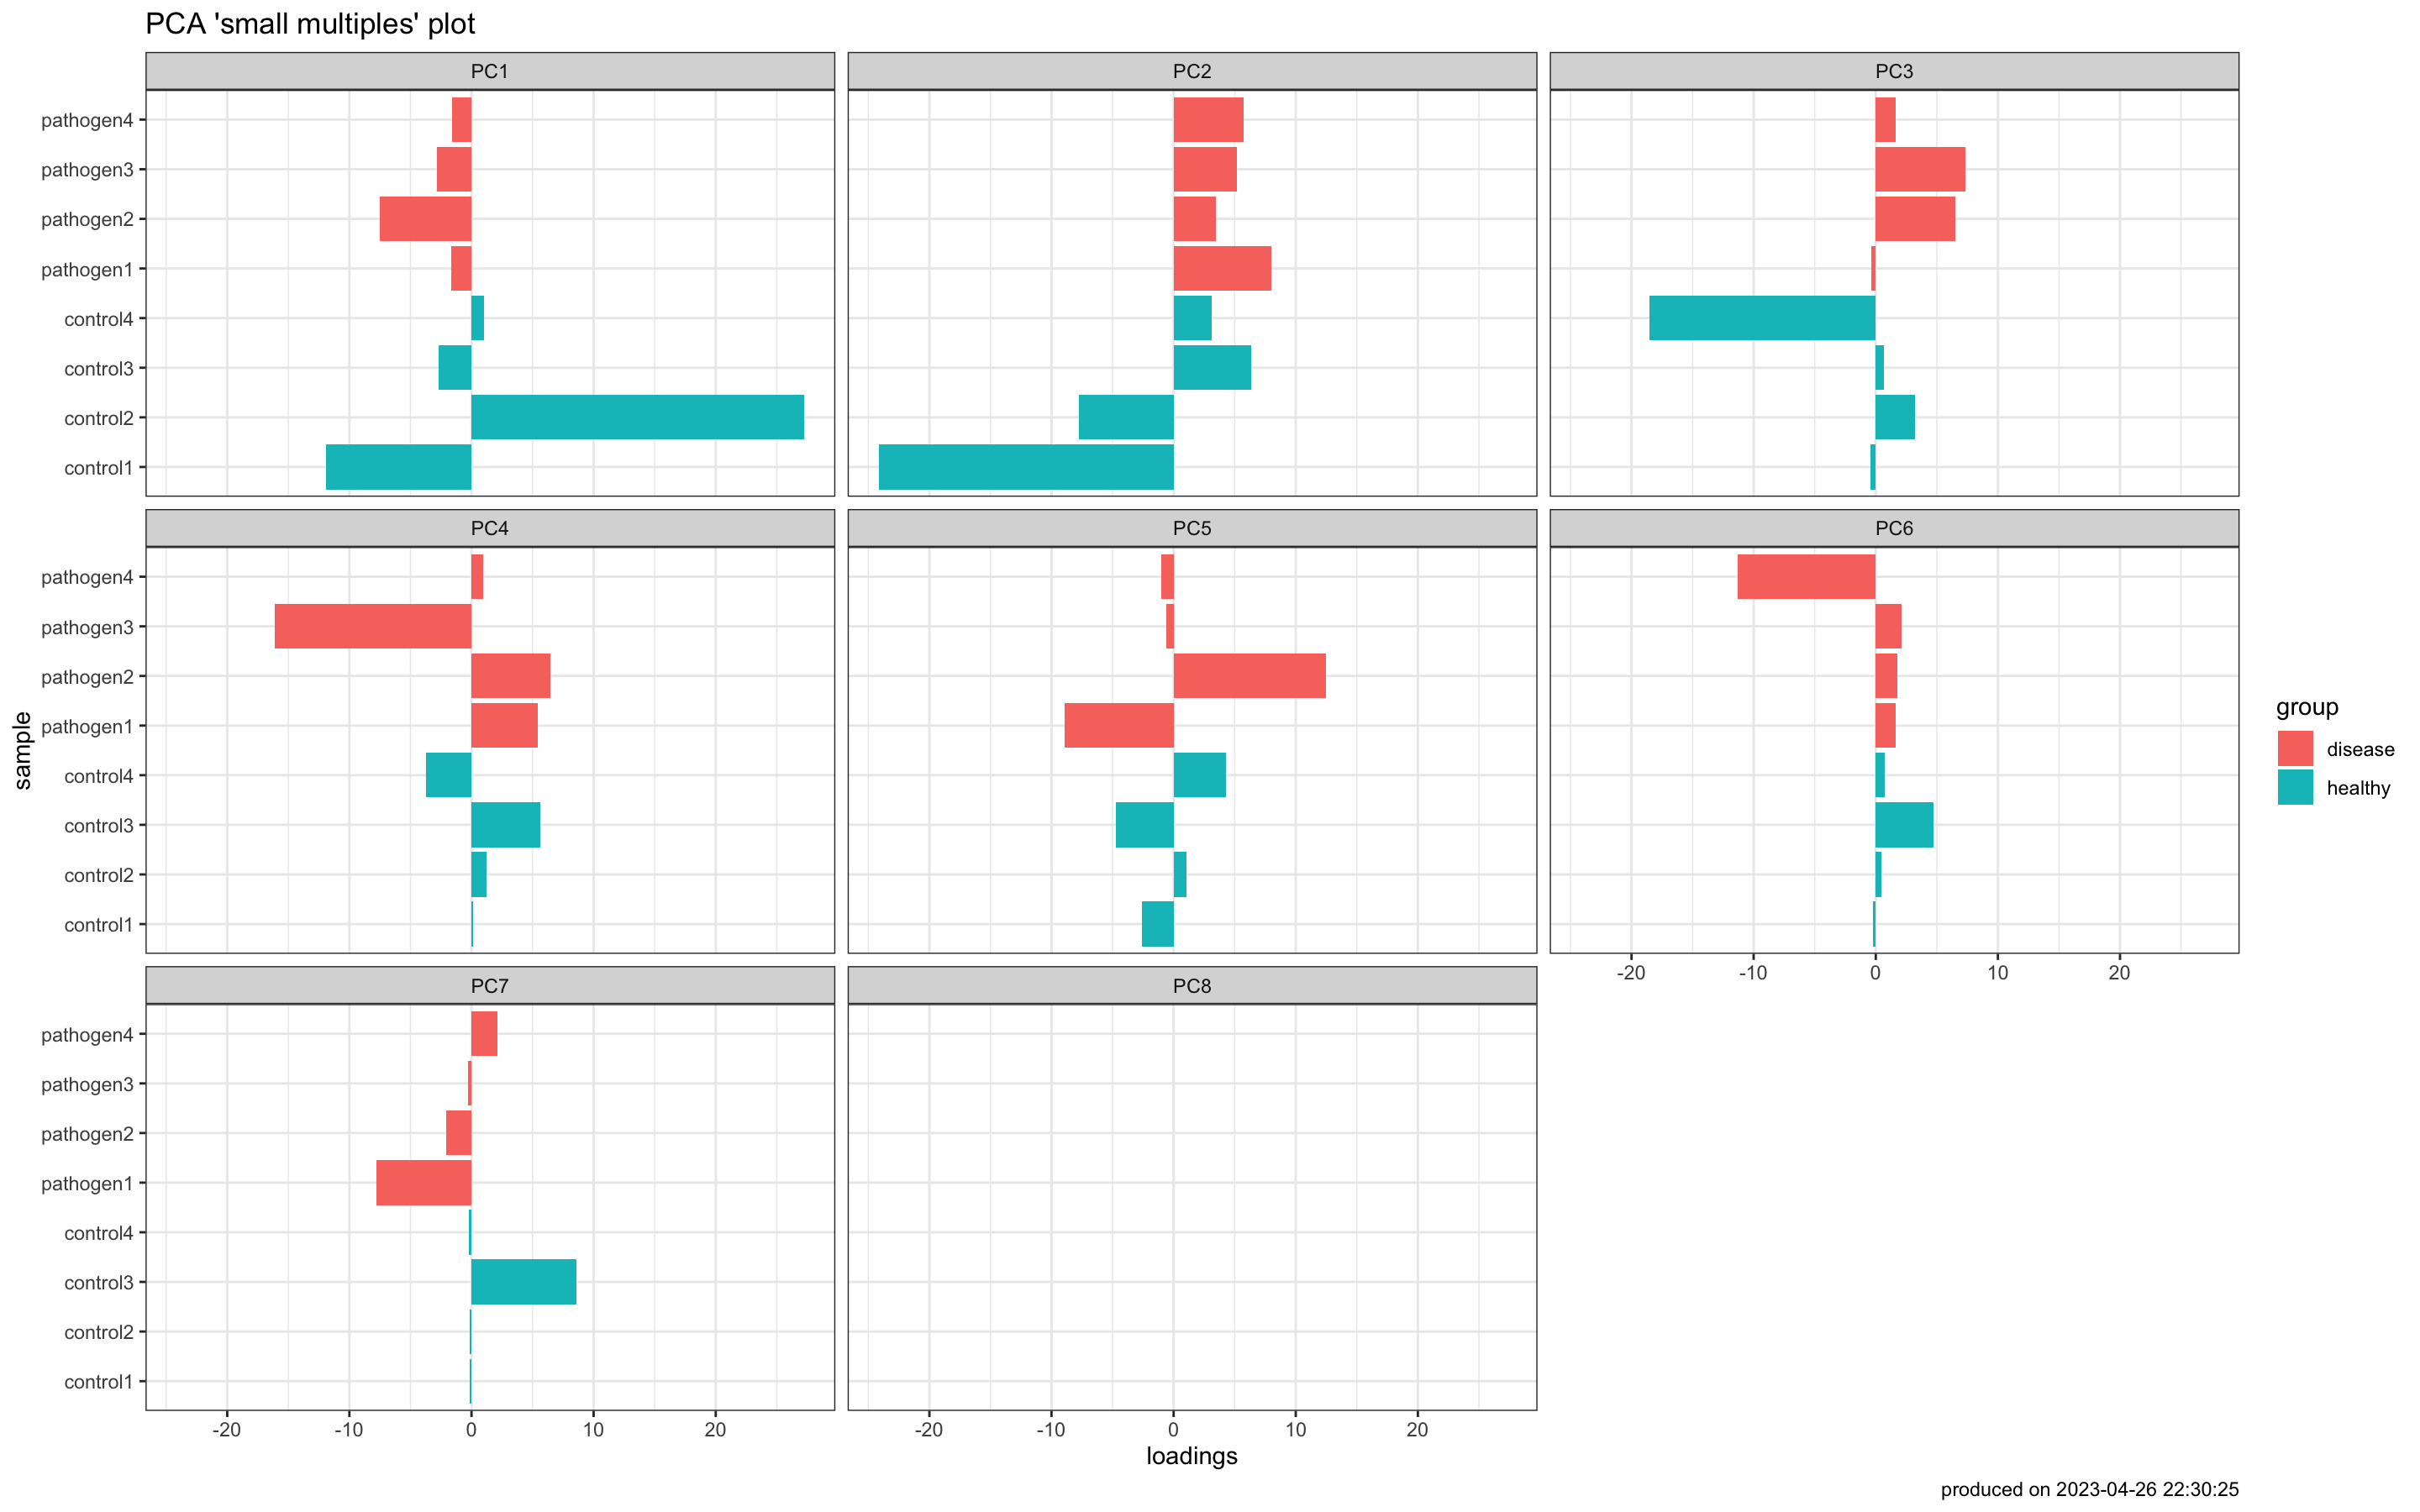 PCA 'small multiples' plot
PC1
PC2
PC3
pathogen4
pathogen3
pathogen2
pathogen1
control4
control3
control2
control1
PC4
PC5
PC6
pathogen4
pathogen3
pathogen2
pathogen1
control4
control3
control2
control1
-20 -10 0 10 20
PC7
PC8
pathogen4
pathogen3
pathogen2
pathogen1
control4
control3
control2
control1
-20 -10 0 10 20
-20 -10 0 10 20
loadings
sample
group
disease
healthy
produced on 2023-04-26 22:30:25